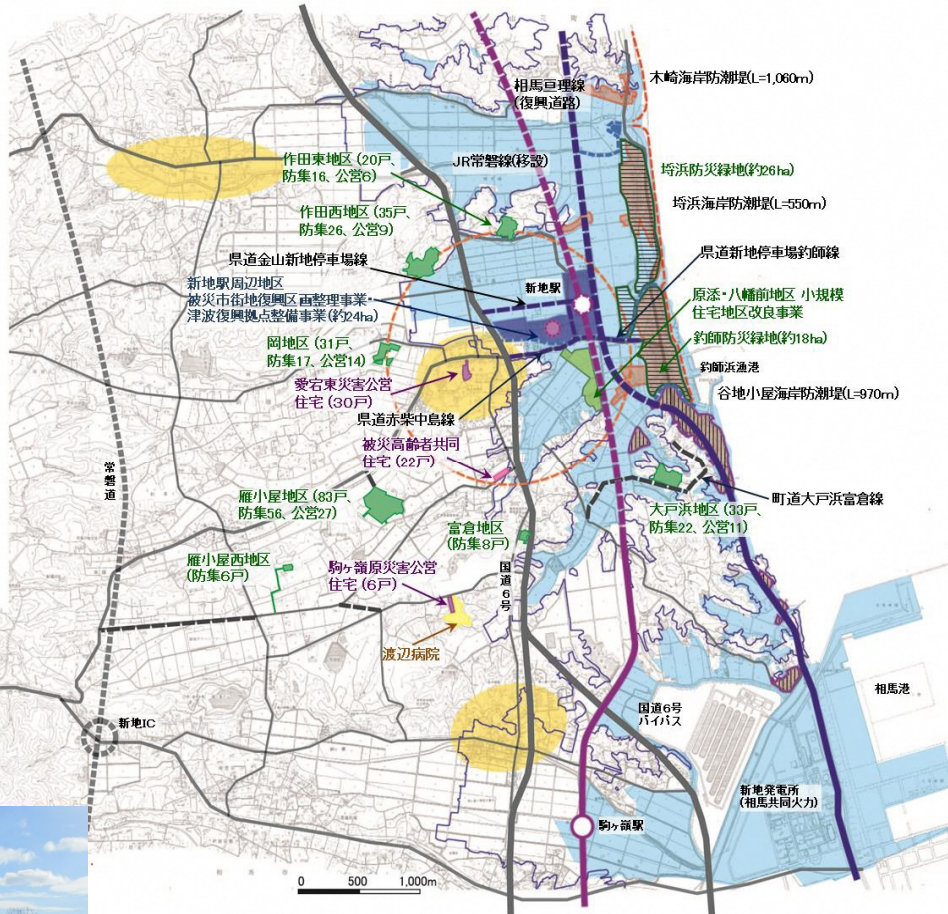 木崎海岸防潮堤(L=1,060m)
相馬亘理線
(復興道路)
作田東地区 (20戸、
防集16、公営6)
JR常磐線(移設)
埓浜防災緑地(約26ha)
埓浜海岸防潮堤(L=550m)
作田西地区 (35戸、
防集26、公営9)
県道金山新地停車場線
県道新地停車場釣師線
新地駅
新地駅周辺地区
被災市街地復興区画整理事業・
津波復興拠点整備事業(約24ha)
原添・八幡前地区 小規模
住宅地区改良事業
釣師防災緑地(約18ha)
岡地区 (31戸、
防集17、公営14)
釣師浜漁港
愛宕東災害公営
住宅 (30戸)
谷地小屋海岸防潮堤(L=970m)
県道赤柴中島線
被災高齢者共同
住宅 (22戸)
常磐道
雁小屋地区 (83戸、
防集56、公営27)
町道大戸浜富倉線
大戸浜地区 (33戸、
防集22、公営11)
富倉地区
(防集8戸)
雁小屋西地区
(防集6戸)
国道6号
駒ヶ嶺原災害公営
住宅 (6戸)
渡辺病院
相馬港
国道6号
バイパス
新地IC
新地発電所
(相馬共同火力)
駒ヶ嶺駅
0 500 1,000m